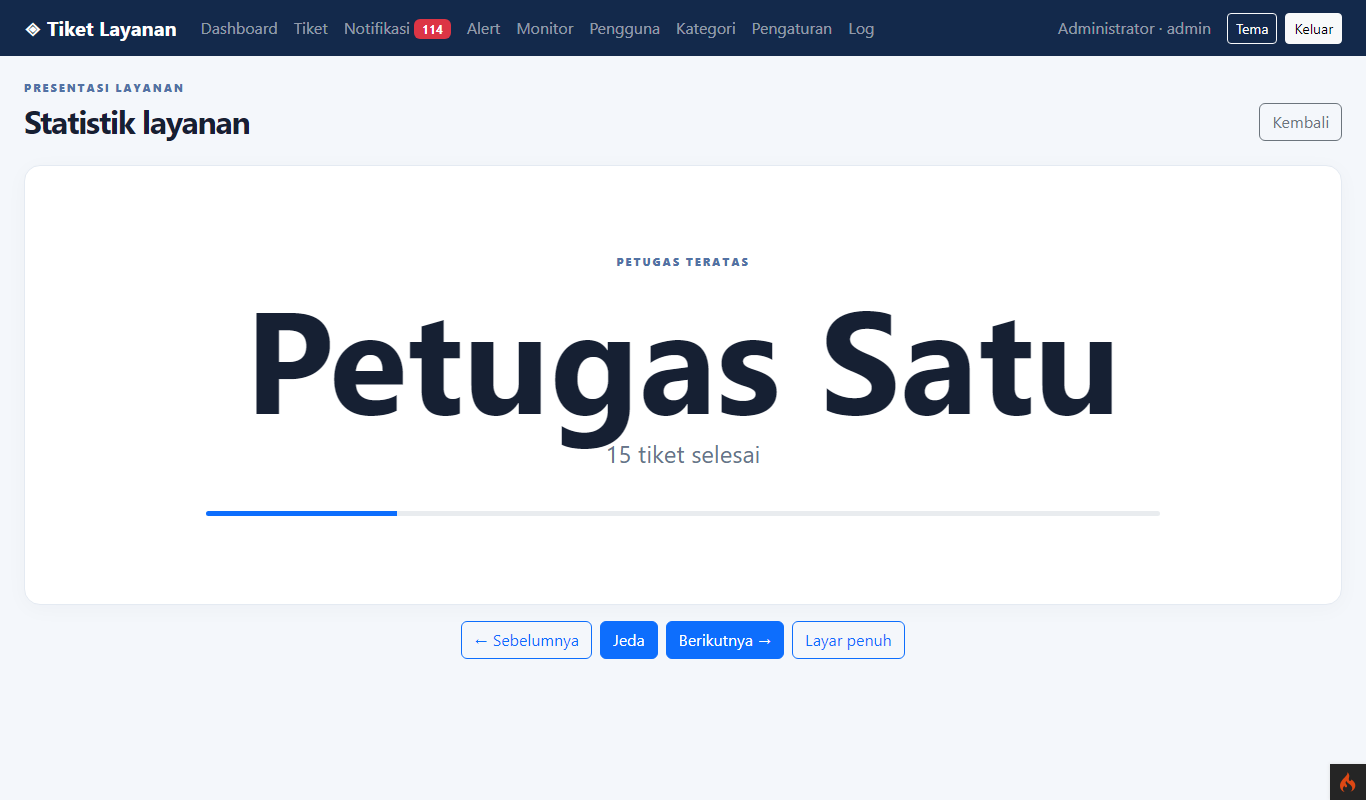 Tiket Layanan Dashboard Tiket Notifikasi 114 Alert Monitor Pengguna Kategori Pengaturan Log Administrator · admin Tema Keluar
PRESENTASI LAYANAN
Statistik layanan
Kembali
PETUGAS TERATAS
Petugas Satu
15 tiket selesai
← Sebelumnya Jeda Berikutnya → Layar penuh